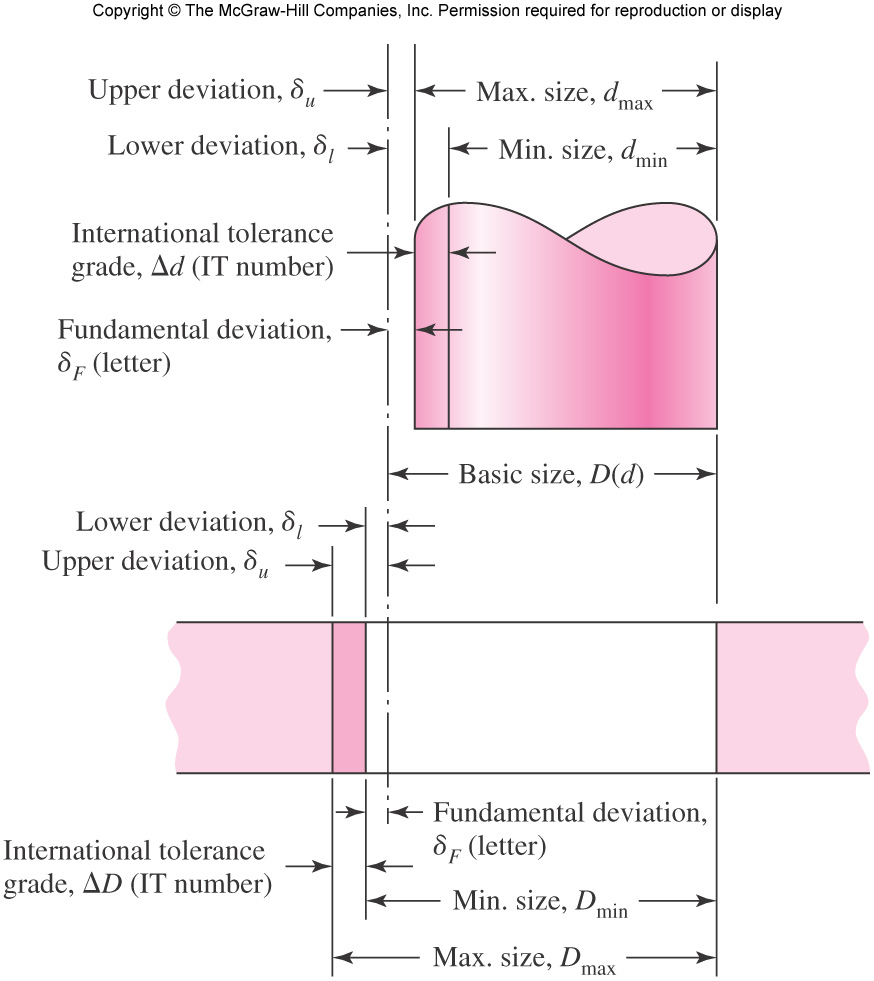 Copyright © The McGraw-Hill Companies, Inc. Permission required for reproduction or display
Upper deviation, δu
Max. size, dmax
Lower deviation, δl
Min. size, dmin
International tolerance
grade, Δd (IT number)
Fundamental deviation,
δF (letter)
Basic size, D(d)
Lower deviation, δl
Upper deviation, δu
Fundamental deviation,
δF (letter)
International tolerance
grade, ΔD (IT number)
Min. size, Dmin
Max. size, Dmax